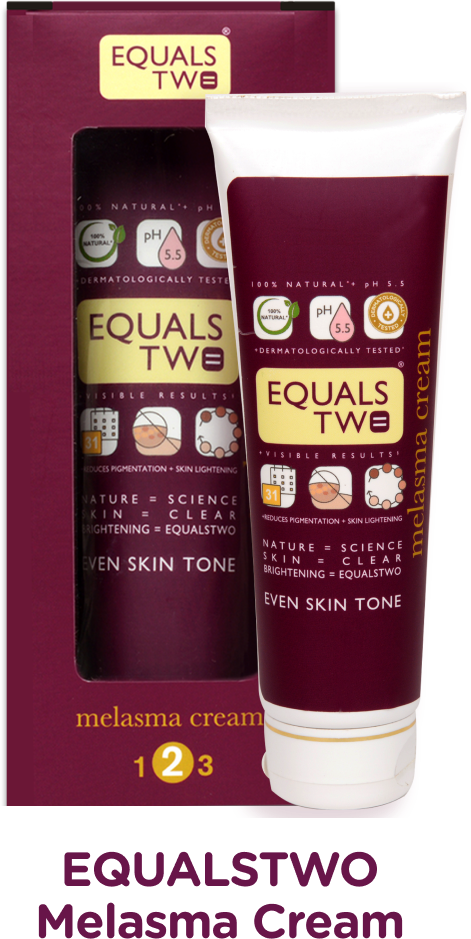 EQUALS
TWO
®
100% NATURAL*+ pH
100%
NATURAL*
pH
5.5
+DERMATOLOGICALLY TESTE
EQUALS
TWO
+VISIBLE RESULTS†
31
REDUCES PIGMENTATION + SKIN LIGHTENING
NATURE = SCIENCE
SKIN = CLEAR
BRIGHTENING = EQUALSTWO
EVEN SKIN TONE
melasma cream
1 2 3
100% NATURAL*+ pH 5.5
100%
NATURAL*
pH
5.5
DERMATOLOGICALLY
TESTED
+DERMATOLOGICALLY TESTED*
EQUALS
TWO
®
+VISIBLE RESULTS†
31
+REDUCES PIGMENTATION + SKIN LIGHTENING
NATURE = SCIENCE
SKIN = CLEAR
BRIGHTENING = EQUALSTWO
EVEN SKIN TONE
melasma cream
EQUALSTWO
Melasma Cream